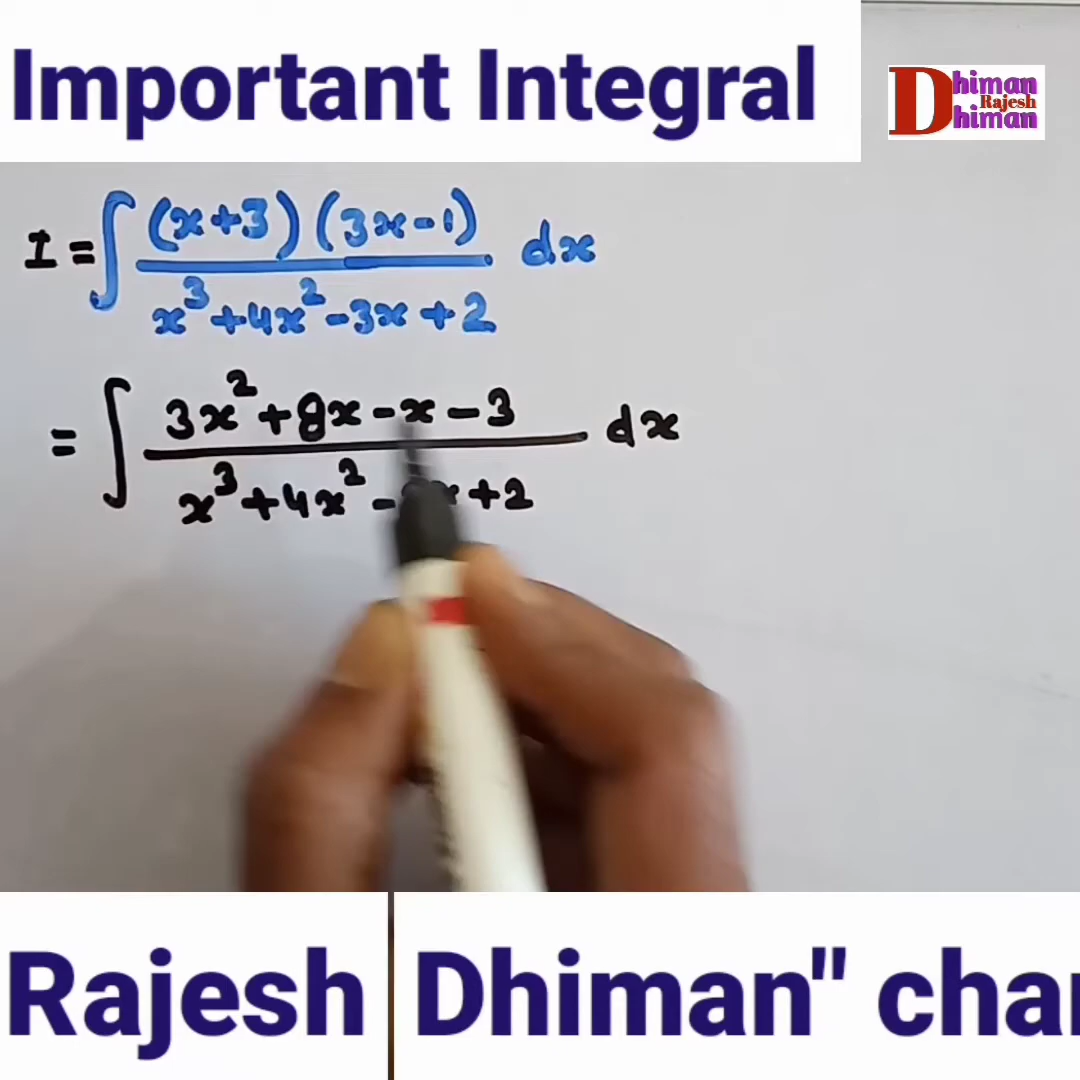 Important Integral
Dhiman
Rajesh
Dhiman
I = ∫ (x+3)(3x-1) / x³+4x²-3x+2 dx
= ∫ 3x²+8x-x-3 / x³+4x²- +2 dx
Rajesh Dhiman" cha